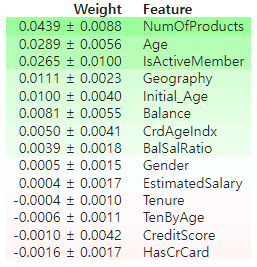 Weight Feature
0.0439 ± 0.0088 NumOfProducts
0.0289 ± 0.0056 Age
0.0265 ± 0.0100 IsActiveMember
0.0111 ± 0.0023 Geography
0.0100 ± 0.0040 Initial_Age
0.0081 ± 0.0055 Balance
0.0050 ± 0.0041 CrdAgeIndx
0.0039 ± 0.0018 BalSalRatio
0.0005 ± 0.0015 Gender
0.0004 ± 0.0017 EstimatedSalary
-0.0004 ± 0.0010 Tenure
-0.0006 ± 0.0011 TenByAge
-0.0010 ± 0.0042 CreditScore
-0.0016 ± 0.0017 HasCrCard